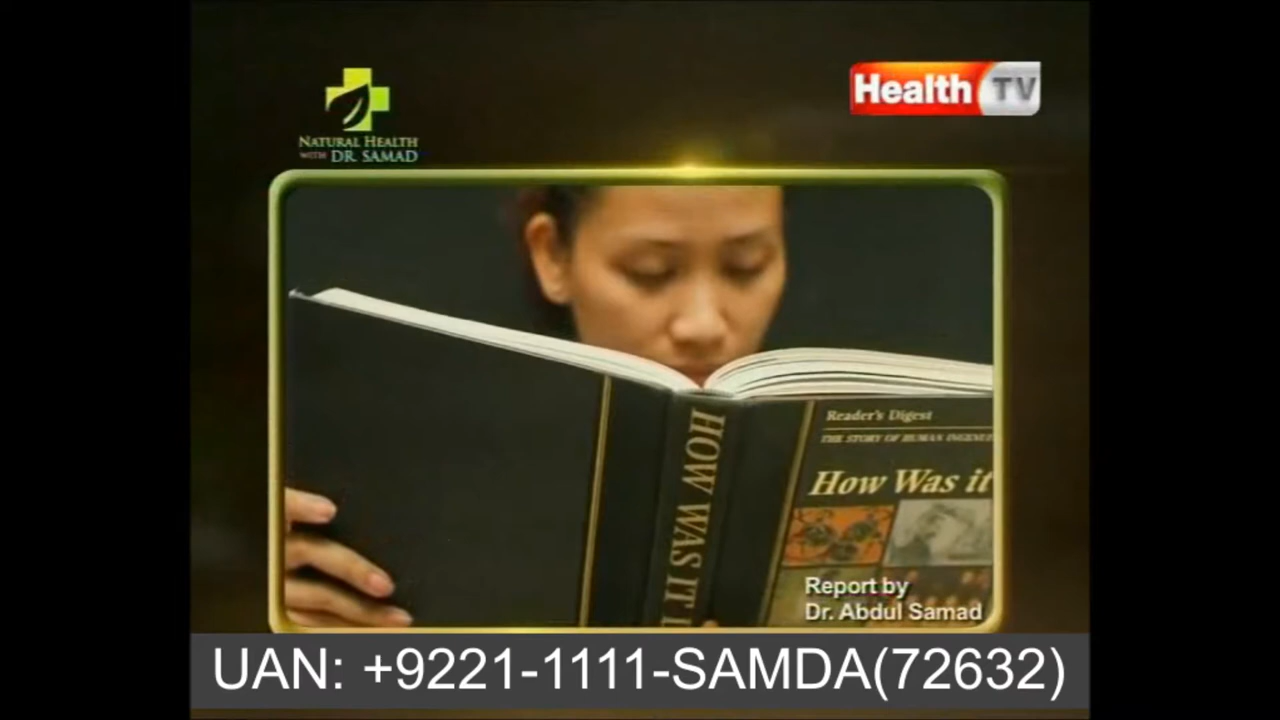 Health TV
NATURAL HEALTH
WITH DR. SAMAD
Reader's Digest
THE STORY OF HUMAN
How Was it
HOW WAS IT
Report by
Dr. Abdul Samad
UAN: +9221-1111-SAMDA(72632)